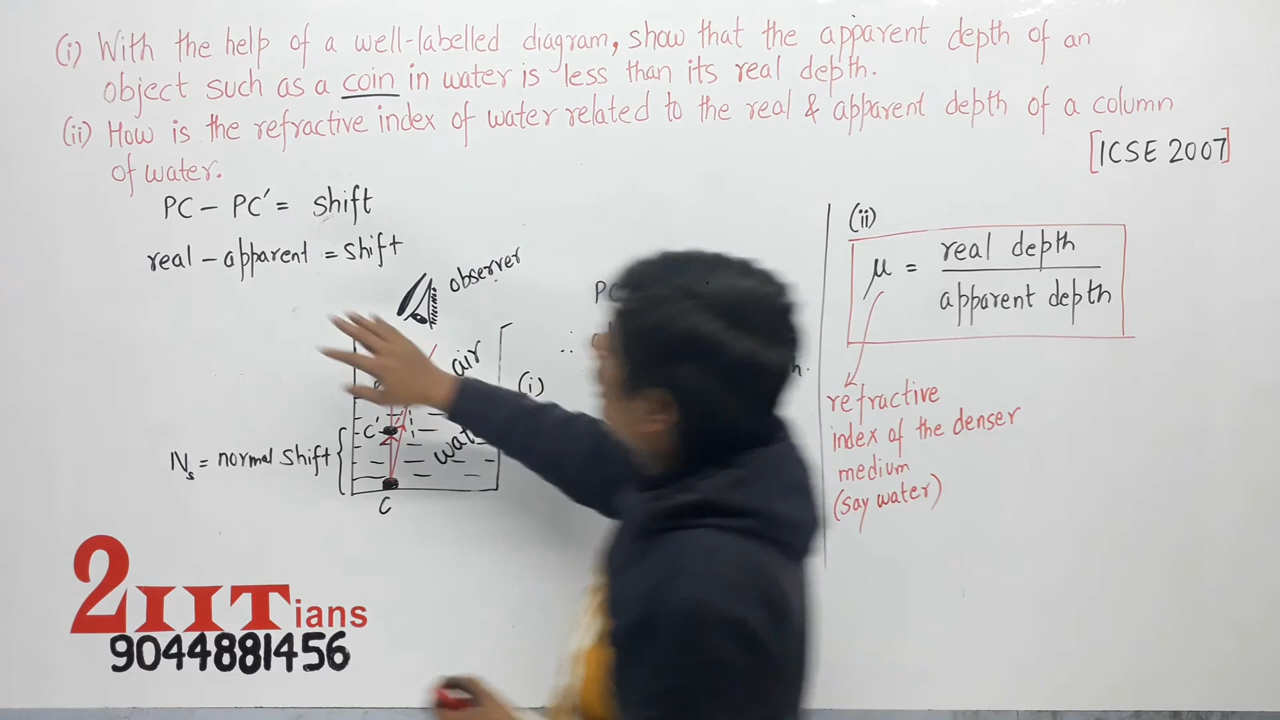 (i) With the help of a well-labelled diagram, show that the apparent depth of an
object such as a coin in water is less than its real depth.
(ii) How is the refractive index of water related to the real & apparent depth of a column
of water.
[ICSE 2007]
PC - PC' = shift
real - apparent = shift
observer
air
C'
i
Ns = normal shift
C
(i)
PC
∴
(ii)
μ = real depth
apparent depth
refractive
index of the denser
medium
(say water)
2IITians
9044881456